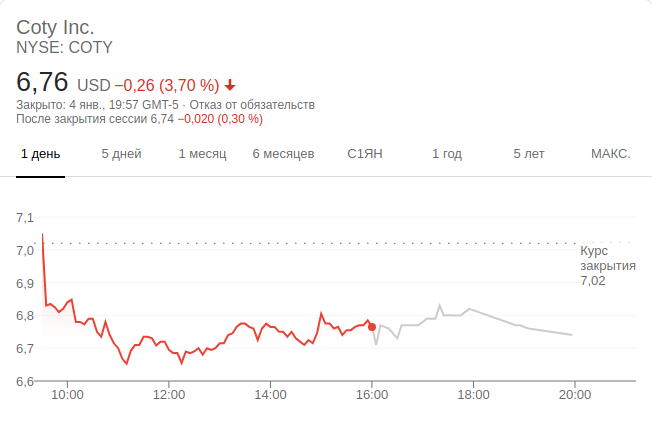 Coty Inc.
NYSE: COTY
6,76 USD −0,26 (3,70 %)
Закрыто: 4 янв., 19:57 GMT-5 · Отказ от обязательств
После закрытия сессии 6,74 −0,020 (0,30 %)
1 день 5 дней 1 месяц 6 месяцев С1ЯН 1 год 5 лет МАКС.
7,1
7,0
Курс
закрытия
7,02
6,9
6,8
6,7
6,6
10:00 12:00 14:00 16:00 18:00 20:00